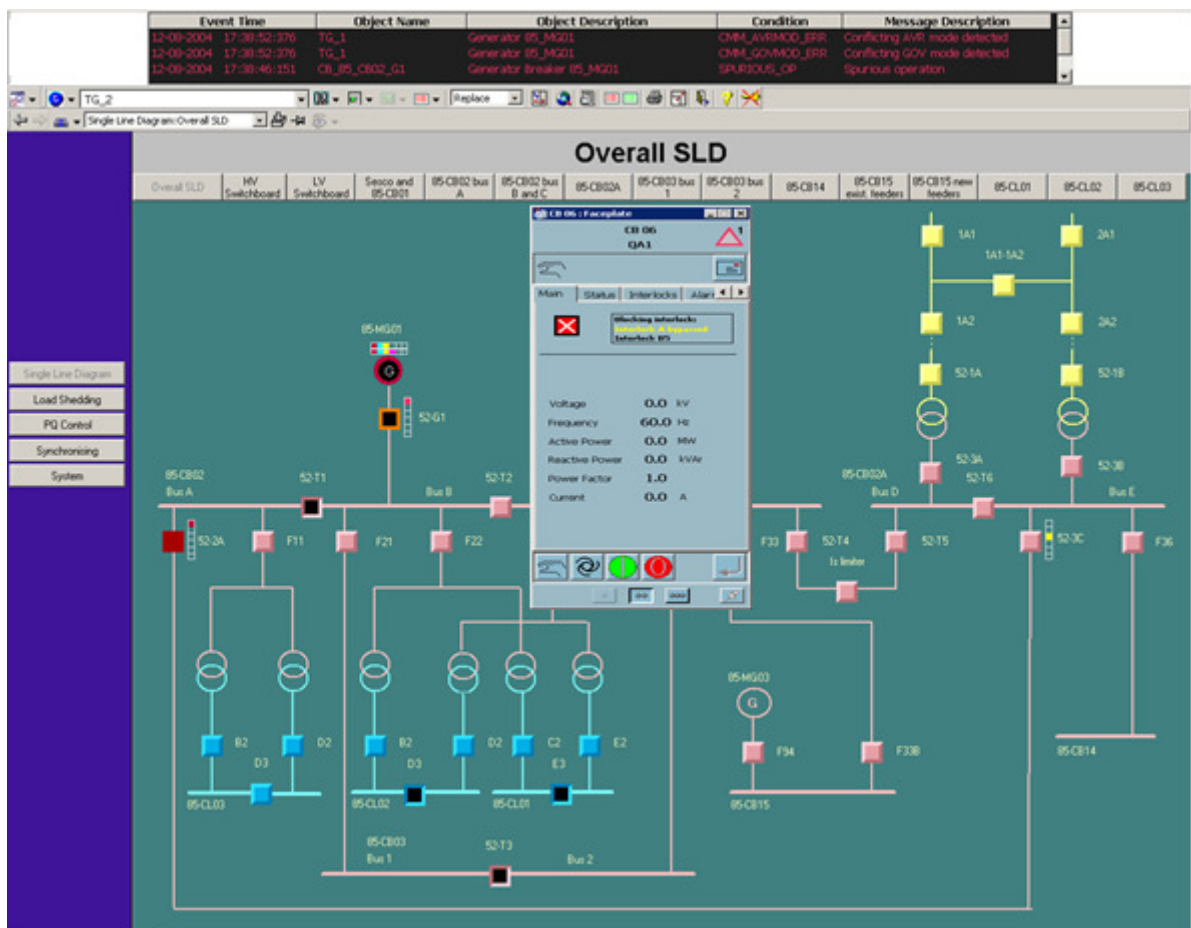 Event Time Object Name Object Description Condition Message Description
12-08-2004 17:38:52:376 TG_1 Generator 85_MG01 CMM_AVRMOD_ERR Conflicting AVR mode detected
12-08-2004 17:38:52:376 TG_1 Generator 85_MG01 CMM_GOVMOD_ERR Conflicting GOV mode detected
12-08-2004 17:38:46:151 CB_85_CB02_G1 Generator Breaker 85_MG01 SPURIOUS_OP Spurious operation
TG_2 Replace
Single Line Diagram:Overall SLD
Overall SLD
Overall SLD
HV Switchboard
LV Switchboard
Sesco and 85-CB01
85-CB02 bus A
85-CB02 bus B and C
85-CB02A
85-CB03 bus 1
85-CB03 bus 2
85-CB14
85-CB15 exist. feeders
85-CB15 new feeders
85-CL01
85-CL02
85-CL03
CB 06 : Faceplate
CB 06
QA1
1
Main Status Interlocks Alarm
Blocking interlock:
Interlock A bypassed
Interlock B5
Voltage 0.0 kV
Frequency 60.0 Hz
Active Power 0.0 MW
Reactive Power 0.0 kVAr
Power Factor 1.0
Current 0.0 A
Single Line Diagram
Load Shedding
PQ Control
Synchronising
System
1A1 2A1
1A1-1A2
1A2 2A2
52-1A 52-1B
85-MG01
G
52-G1
52-3A 52-3B
85-CB02 52-T1 52-T2 85-CB02A 52-T6
Bus A Bus B Bus D Bus E
52-2A F11 F21 F22 F33 52-T4 52-T5 52-3C F36
Is limiter
85-MG03
G
B2 D2 B2 D2 C2 E2 F94 F33B 85-CB14
D3 D3 E3
85-CL03 85-CL02 85-CL01 85-CB15
85-CB03 52-T3
Bus 1 Bus 2